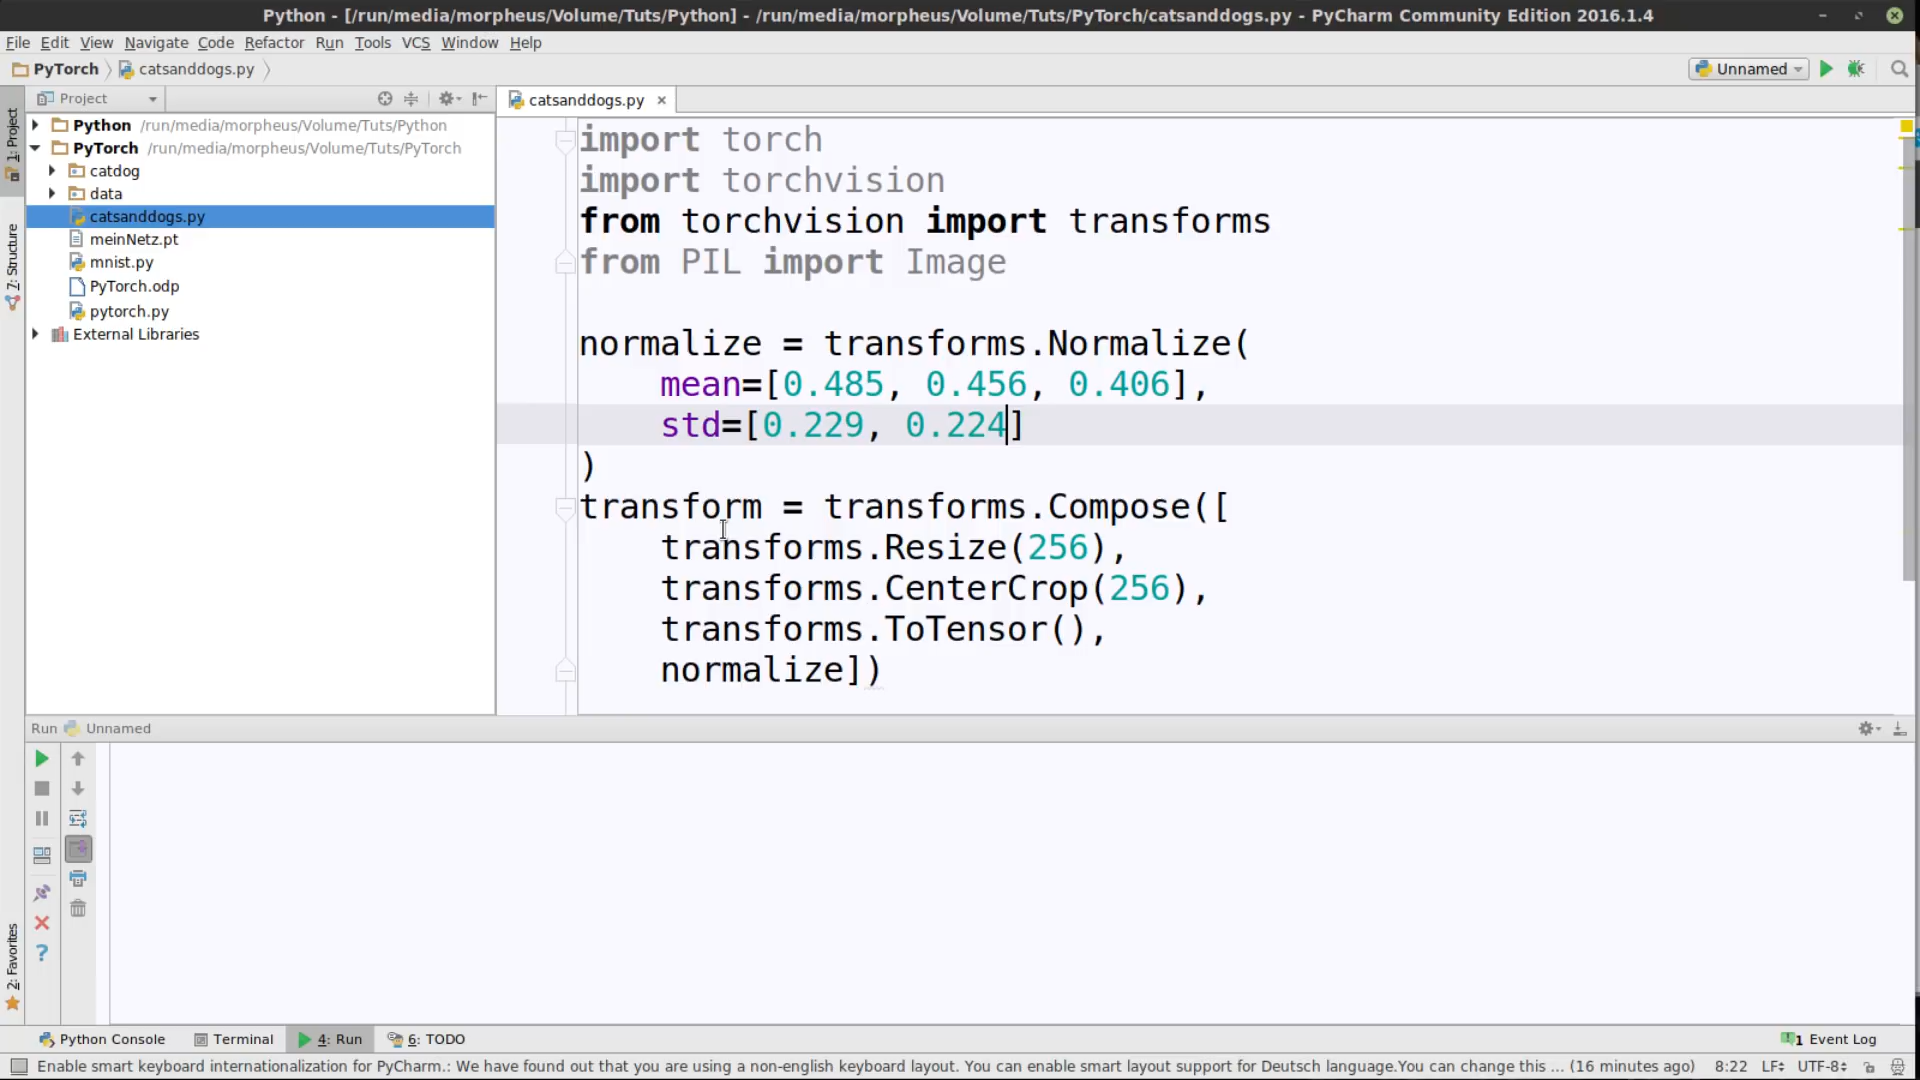 Python - [/run/media/morpheus/Volume/Tuts/Python] - /run/media/morpheus/Volume/Tuts/PyTorch/catsanddogs.py - PyCharm Community Edition 2016.1.4
File Edit View Navigate Code Refactor Run Tools VCS Window Help
PyTorch catsanddogs.py
Unnamed
1: Project
7: Structure
2: Favorites
Project
Python /run/media/morpheus/Volume/Tuts/Python
PyTorch /run/media/morpheus/Volume/Tuts/PyTorch
catdog
data
catsanddogs.py
meinNetz.pt
mnist.py
PyTorch.odp
pytorch.py
External Libraries
catsanddogs.py
import torch
import torchvision
from torchvision import transforms
from PIL import Image
normalize = transforms.Normalize(
mean=[0.485, 0.456, 0.406],
std=[0.229, 0.224]
)
transform = transforms.Compose([
transforms.Resize(256),
transforms.CenterCrop(256),
transforms.ToTensor(),
normalize])
Run Unnamed
Python Console Terminal 4: Run 6: TODO
1 Event Log
Enable smart keyboard internationalization for PyCharm.: We have found out that you are using a non-english keyboard layout. You can enable smart layout support for Deutsch language.You can change this ... (16 minutes ago)
8:22 LF UTF-8